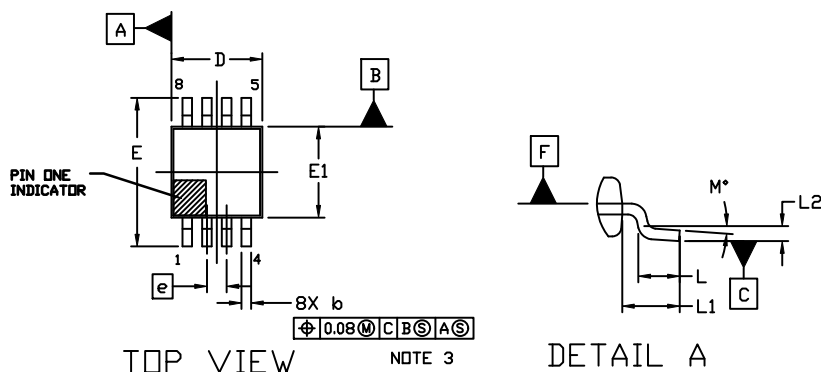 A
D
B
8
5
E
E1
PIN ONE
INDICATOR
1
4
e
8X b
⌖ 0.08Ⓜ C BⓈ AⓈ
TOP VIEW
NOTE 3
F
M°
L2
L
L1
C
DETAIL A